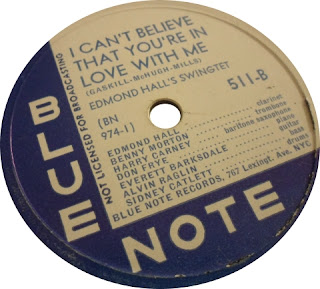 I CAN'T BELIEVE
THAT YOU'RE IN
LOVE WITH ME
(GASKILL-McHUGH-MILLS)
EDMOND HALL'S SWINGTET
511-B
(BN
974-1)
NOT LICENSED FOR BROADCASTING
EDMOND HALL . . . . . . . . . clarinet
BENNY MORTON . . . . . . . . . trombone
HARRY CARNEY . . . . baritone saxophone
DON FRYE . . . . . . . . . piano
EVERETT BARKSDALE . . . . . . . . . guitar
ALVIN RAGLIN . . . . . . . . . bass
SIDNEY CATLETT . . . . . . . . . drums
BLUE NOTE RECORDS, 767 Lexingt. Ave, NYC
BLUE
NOTE